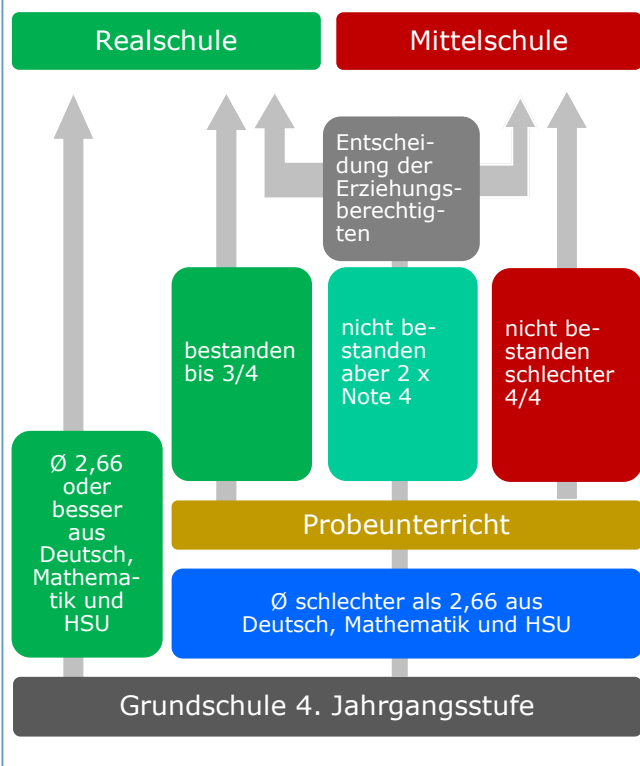 Realschule
Mittelschule
Entschei-
dung der
Erziehungs-
berechtig-
ten
bestanden
bis 3/4
nicht be-
standen
aber 2 x
Note 4
nicht be-
standen
schlechter
4/4
Ø 2,66
oder
besser
aus
Deutsch,
Mathema-
tik und
HSU
Probeunterricht
Ø schlechter als 2,66 aus
Deutsch, Mathematik und HSU
Grundschule 4. Jahrgangsstufe